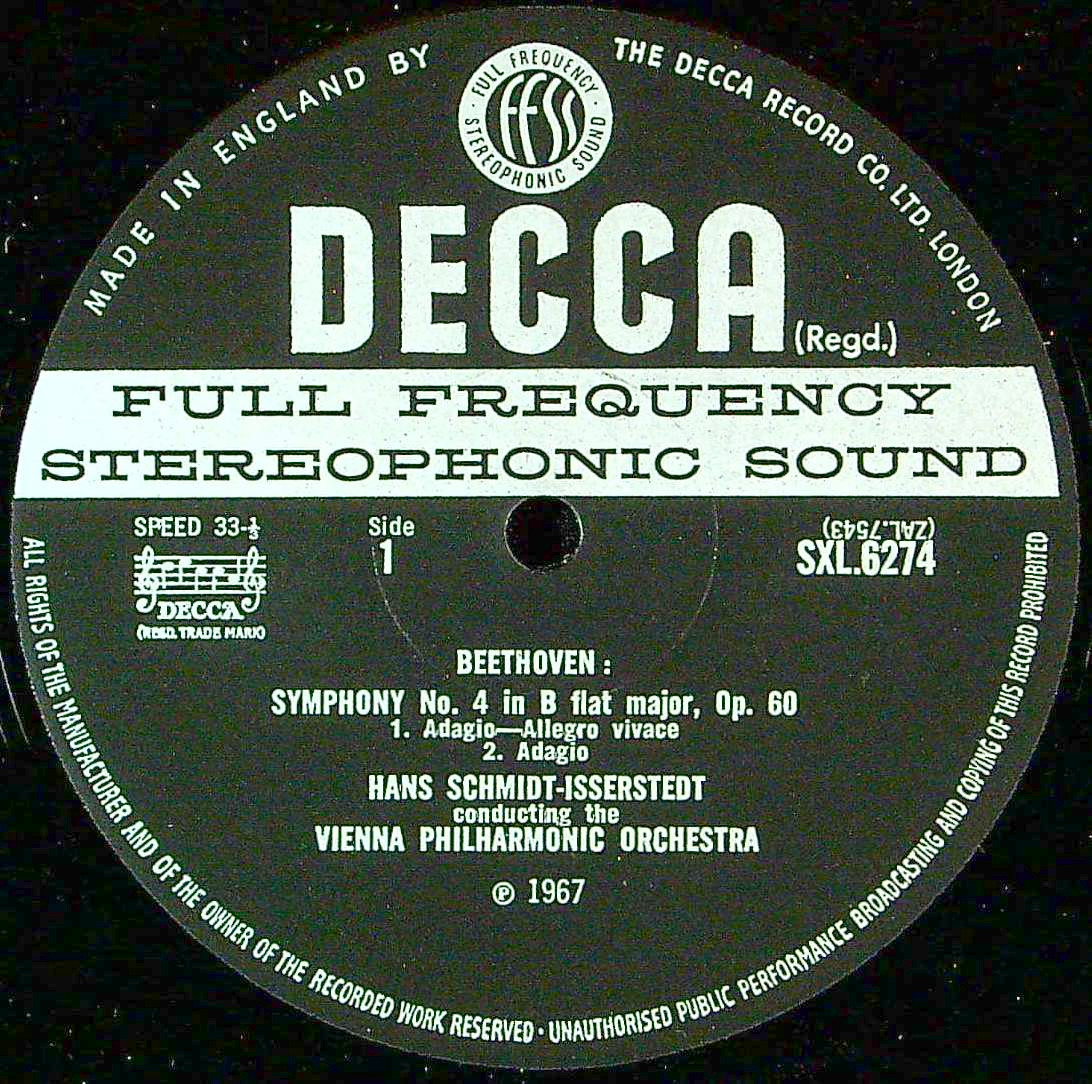 MADE IN ENGLAND BY
THE DECCA RECORD CO. LTD. LONDON
FULL FREQUENCY
FFSS
STEREOPHONIC SOUND
DECCA (Regd.)
FULL FREQUENCY
STEREOPHONIC SOUND
SPEED 33-⅓
Side
1
(ZAL.7543)
SXL.6274
DECCA
(REGD. TRADE MARK)
BEETHOVEN :
SYMPHONY No. 4 in B flat major, Op. 60
1. Adagio—Allegro vivace
2. Adagio
HANS SCHMIDT-ISSERSTEDT
conducting the
VIENNA PHILHARMONIC ORCHESTRA
℗ 1967
ALL RIGHTS OF THE MANUFACTURER AND OF THE OWNER OF THE RECORDED WORK RESERVED · UNAUTHORISED PUBLIC PERFORMANCE BROADCASTING AND COPYING OF THIS RECORD PROHIBITED